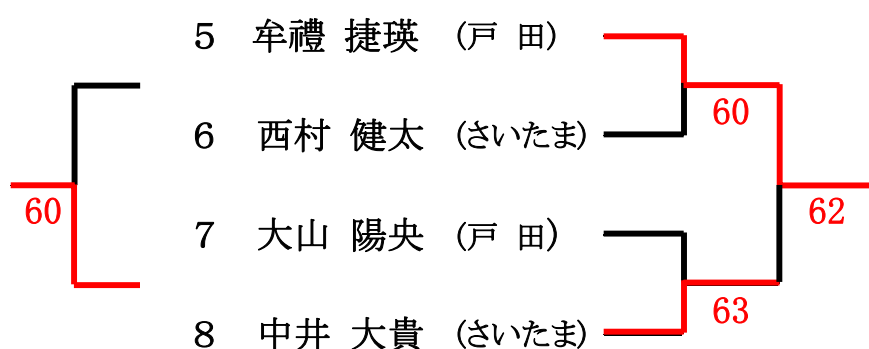 5 牟禮 捷瑛 (戸 田)
60
6 西村 健太 (さいたま)
60
62
7 大山 陽央 (戸 田)
63
8 中井 大貴 (さいたま)